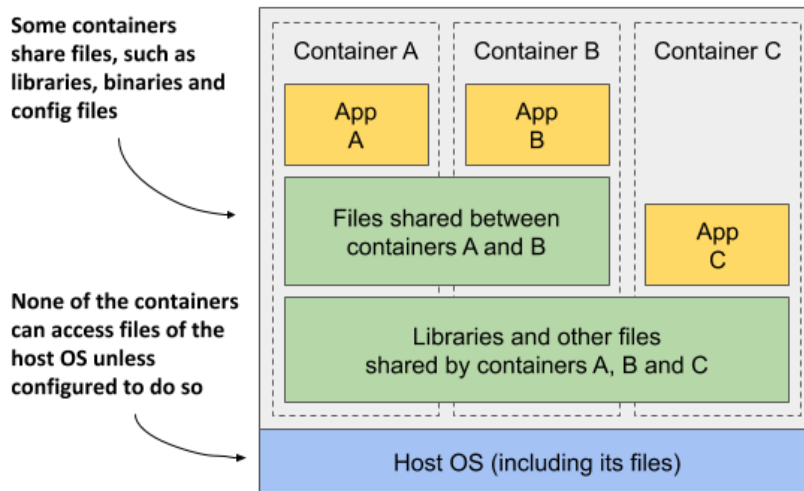 Some containers
share files, such as
libraries, binaries and
config files
None of the containers
can access files of the
host OS unless
configured to do so
Container A
Container B
Container C
App
A
App
B
Files shared between
containers A and B
App
C
Libraries and other files
shared by containers A, B and C
Host OS (including its files)